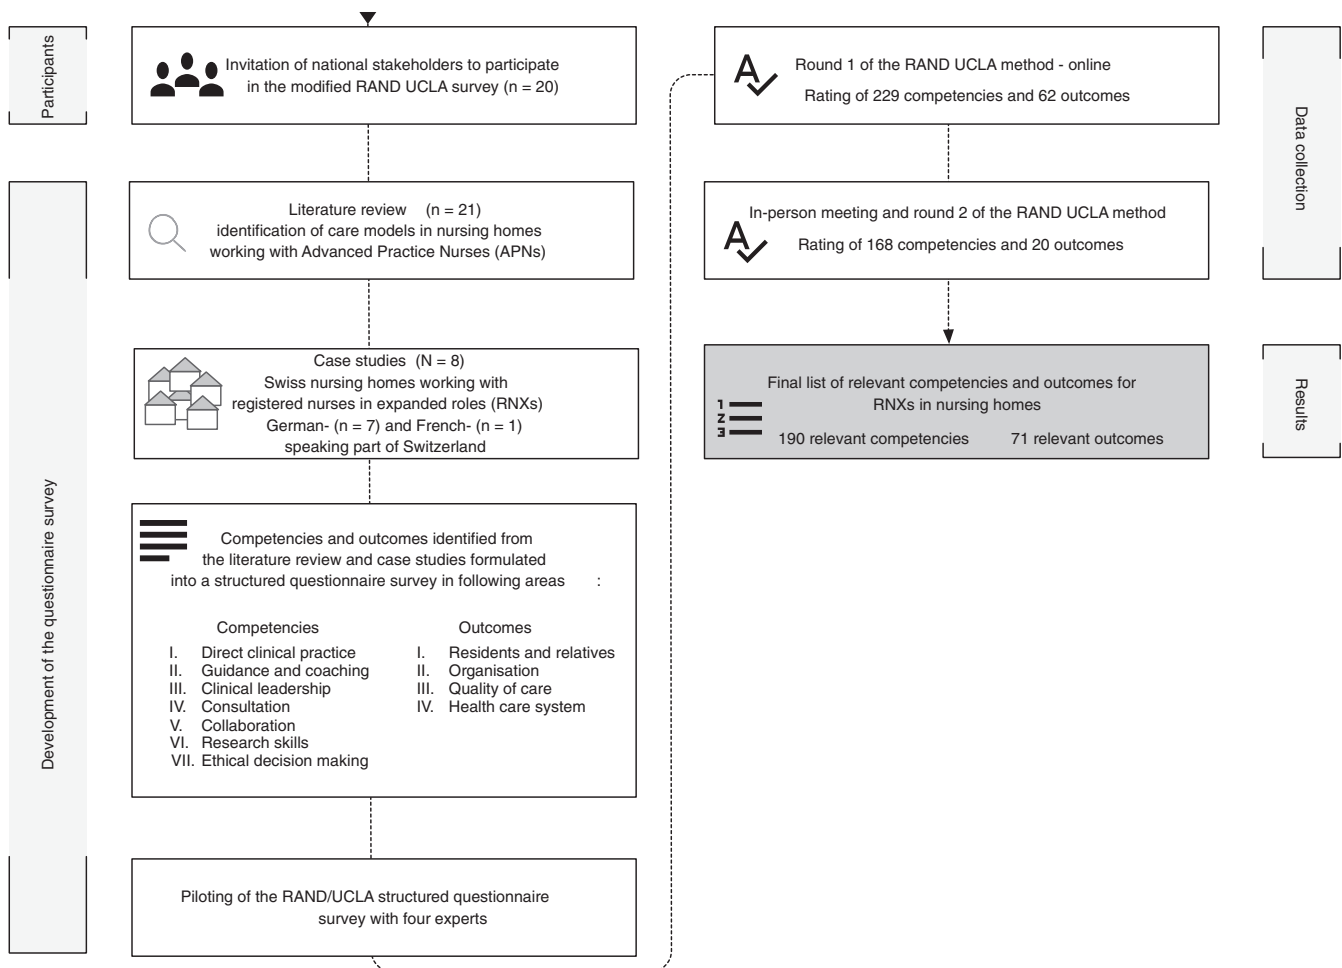 Participants
Invitation of national stakeholders to participate
in the modified RAND UCLA survey (n = 20)
Development of the questionnaire survey
Literature review (n = 21)
identification of care models in nursing homes
working with Advanced Practice Nurses (APNs)
Case studies (N = 8)
Swiss nursing homes working with
registered nurses in expanded roles (RNXs)
German- (n = 7) and French- (n = 1)
speaking part of Switzerland
Competencies and outcomes identified from
the literature review and case studies formulated
into a structured questionnaire survey in following areas :
Competencies
I. Direct clinical practice
II. Guidance and coaching
III. Clinical leadership
IV. Consultation
V. Collaboration
VI. Research skills
VII. Ethical decision making
Outcomes
I. Residents and relatives
II. Organisation
III. Quality of care
IV. Health care system
Piloting of the RAND/UCLA structured questionnaire
survey with four experts
Data collection
A
Round 1 of the RAND UCLA method - online
Rating of 229 competencies and 62 outcomes
A
In-person meeting and round 2 of the RAND UCLA method
Rating of 168 competencies and 20 outcomes
Results
1
2
3
Final list of relevant competencies and outcomes for
RNXs in nursing homes
190 relevant competencies 71 relevant outcomes